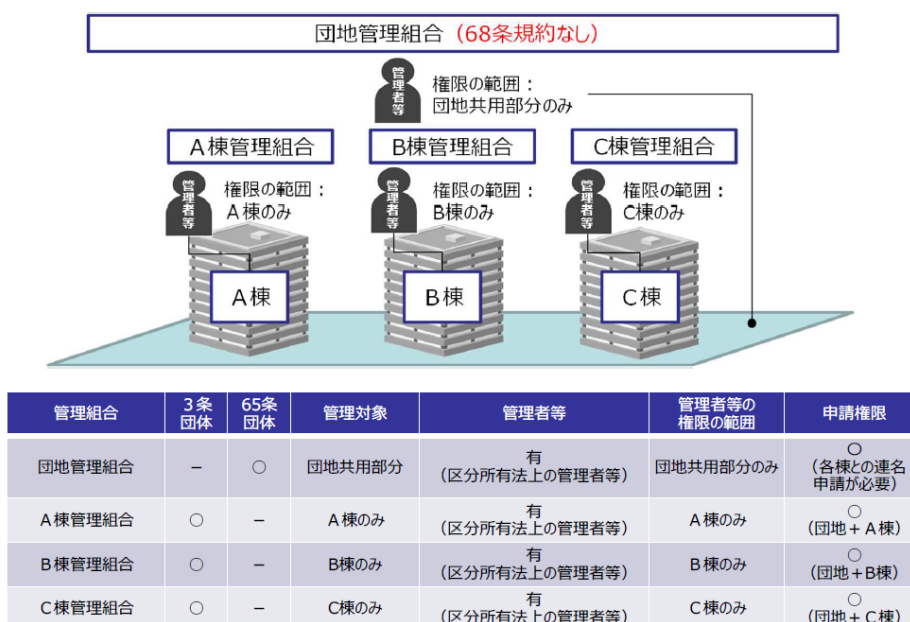 団地管理組合（68条規約なし）
管理者等
権限の範囲：
団地共用部分のみ
A棟管理組合
B棟管理組合
C棟管理組合
管理者等
権限の範囲：
A棟のみ
管理者等
権限の範囲：
B棟のみ
管理者等
権限の範囲：
C棟のみ
A棟
B棟
C棟
管理組合 3条団体 65条団体 管理対象 管理者等 管理者等の権限の範囲 申請権限
団地管理組合 － ○ 団地共用部分 有（区分所有法上の管理者等） 団地共用部分のみ ○（各棟との連名申請が必要）
A棟管理組合 ○ － A棟のみ 有（区分所有法上の管理者等） A棟のみ ○（団地＋A棟）
B棟管理組合 ○ － B棟のみ 有（区分所有法上の管理者等） B棟のみ ○（団地+B棟）
C棟管理組合 ○ － C棟のみ 有（区分所有法上の管理者等） C棟のみ ○（団地＋C棟）